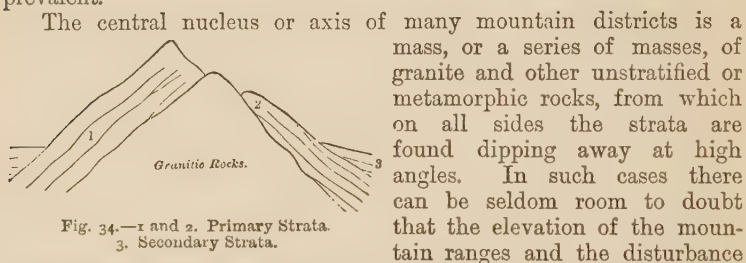 prevalent.
The central nucleus or axis of many mountain districts is a
mass, or a series of masses, of
granite and other unstratified or
metamorphic rocks, from which
on all sides the strata are
found dipping away at high
angles. In such cases there
can be seldom room to doubt
that the elevation of the moun-
tain ranges and the disturbance
1
2
Granitic Rocks.
3
Fig. 34.—1 and 2. Primary Strata.
3. Secondary Strata.